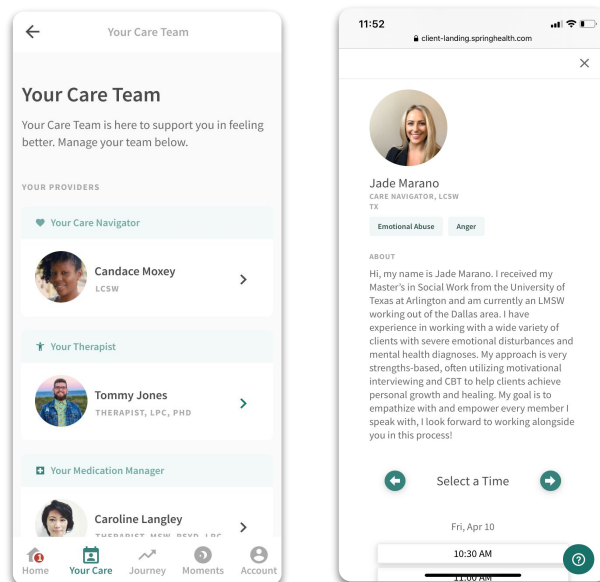 Your Care Team
Your Care Team
Your Care Team is here to support you in feeling
better. Manage your team below.
YOUR PROVIDERS
Your Care Navigator
Candace Moxey
LCSW
Your Therapist
Tommy Jones
THERAPIST, LPC, PHD
Your Medication Manager
Caroline Langley
THERAPIST, MSW, PSYD, LPC
1
Home
Your Care
Journey
Moments
Account
11:52
client-landing.springhealth.com
Jade Marano
CARE NAVIGATOR, LCSW
TX
Emotional Abuse
Anger
ABOUT
Hi, my name is Jade Marano. I received my
Master's in Social Work from the University of
Texas at Arlington and am currently an LMSW
working out of the Dallas area. I have
experience in working with a wide variety of
clients with severe emotional disturbances and
mental health diagnoses. My approach is very
strengths-based, often utilizing motivational
interviewing and CBT to help clients achieve
personal growth and healing. My goal is to
empathize with and empower every member I
speak with, I look forward to working alongside
you in this process!
Select a Time
Fri, Apr 10
10:30 AM
11:00 AM